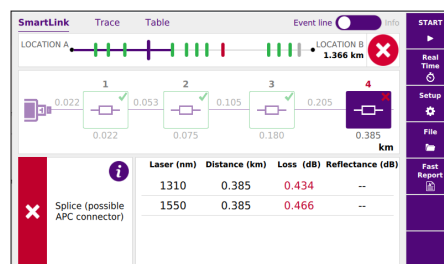 SmartLink Trace Table Event line Info START
LOCATION A LOCATION B
1.366 km
Real
Time
1 2 3 4
Setup
0.022 0.053 0.105 0.205
0.022 0.075 0.180 0.385
km
File
Fast
Report
i
Laser (nm) Distance (km) Loss (dB) Reflectance (dB)
1310 0.385 0.434 --
1550 0.385 0.466 --
Splice (possible
APC connector)